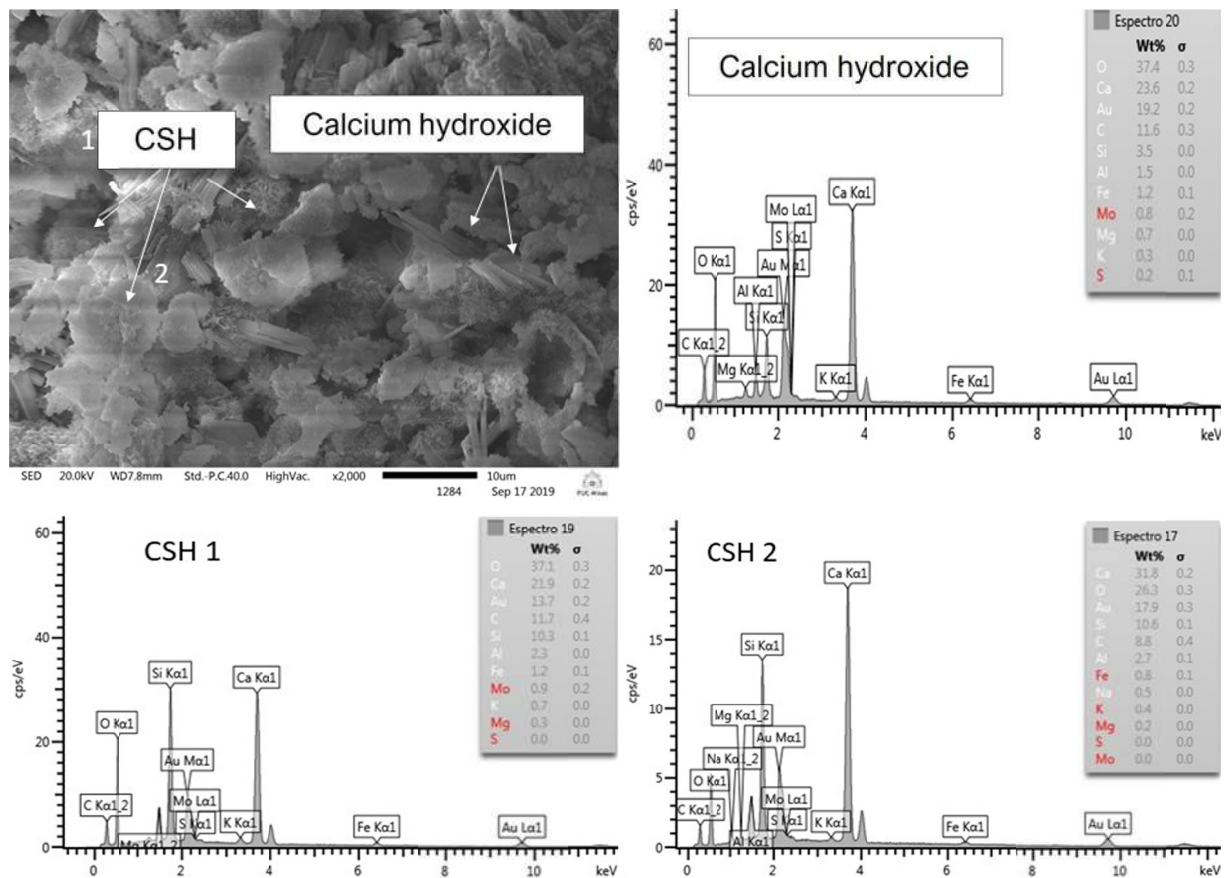 1
CSH
Calcium hydroxide
2
SED 20.0kV WD7.8mm Std.-P.C.40.0 HighVac. x2,000 10um
1284 Sep 17 2019
PUC Minas
Calcium hydroxide
Espectro 20
Wt% σ
O 37.4 0.3
Ca 23.6 0.2
Au 19.2 0.2
C 11.6 0.3
Si 3.5 0.0
Al 1.5 0.0
Fe 1.2 0.1
Mo 0.8 0.2
Mg 0.7 0.0
K 0.3 0.0
S 0.2 0.1
cps/eV
60
40
20
0
Ca Kα1
Mo Lα1
S Kα1
O Kα1
Au Mα1
Al Kα1
Si Kα1
C Kα1_2
Mg Kα1_2
K Kα1
Fe Kα1
Au Lα1
0 2 4 6 8 10 keV
CSH 1
Espectro 19
Wt% σ
O 37.1 0.3
Ca 21.9 0.2
Au 13.7 0.2
C 11.7 0.4
Si 10.3 0.1
Al 2.3 0.0
Fe 1.2 0.1
Mo 0.9 0.2
K 0.7 0.0
Mg 0.3 0.0
S 0.0 0.0
cps/eV
60
40
20
0
Si Kα1
Ca Kα1
O Kα1
Au Mα1
C Kα1_2
Mo Lα1
S Kα1
K Kα1
Fe Kα1
Au Lα1
Mg Kα1_2
0 2 4 6 8 10 keV
CSH 2
Espectro 17
Wt% σ
Ca 31.8 0.2
O 26.3 0.3
Au 17.9 0.3
Si 10.6 0.1
C 8.8 0.4
Al 2.7 0.1
Fe 0.8 0.1
Na 0.5 0.0
K 0.4 0.0
Mg 0.2 0.0
S 0.0 0.0
Mo 0.0 0.0
cps/eV
20
15
10
5
0
Ca Kα1
Si Kα1
Mg Kα1_2
Au Mα1
Na Kα1_2
O Kα1
Mo Lα1
C Kα1_2
S Kα1
K Kα1
Fe Kα1
Au Lα1
Al Kα1
0 2 4 6 8 10 keV